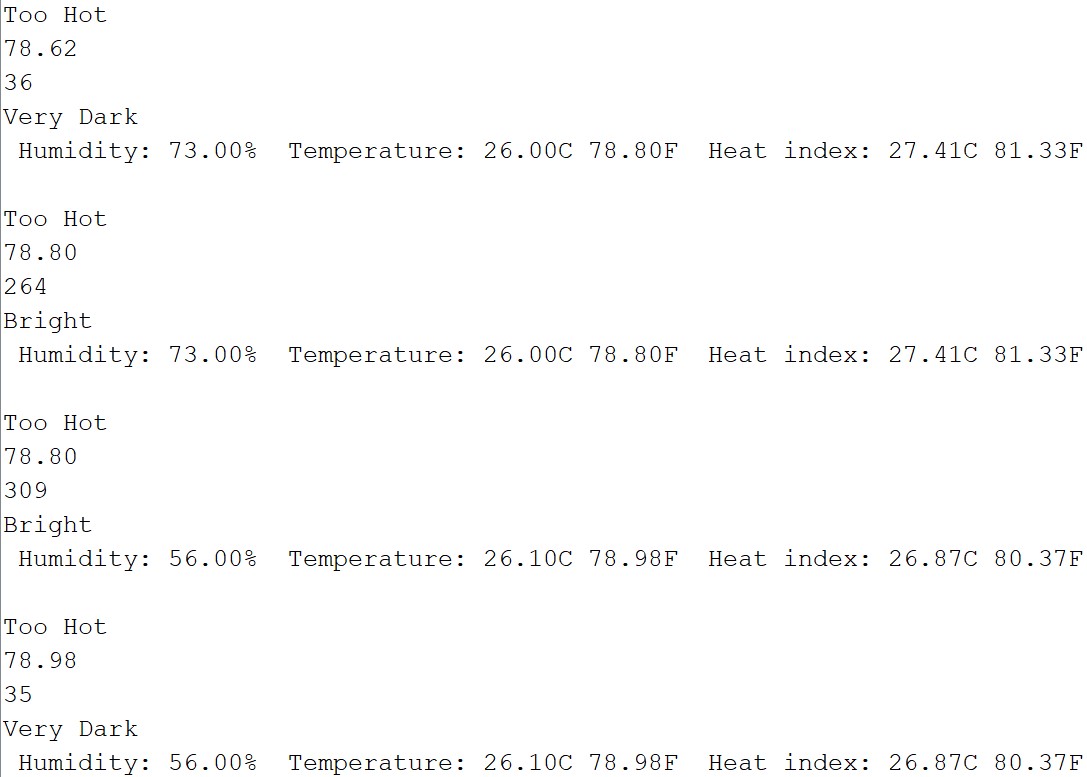 Too Hot
78.62
36
Very Dark
Humidity: 73.00%  Temperature: 26.00C 78.80F  Heat index: 27.41C 81.33F
Too Hot
78.80
264
Bright
Humidity: 73.00%  Temperature: 26.00C 78.80F  Heat index: 27.41C 81.33F
Too Hot
78.80
309
Bright
Humidity: 56.00%  Temperature: 26.10C 78.98F  Heat index: 26.87C 80.37F
Too Hot
78.98
35
Very Dark
Humidity: 56.00%  Temperature: 26.10C 78.98F  Heat index: 26.87C 80.37F